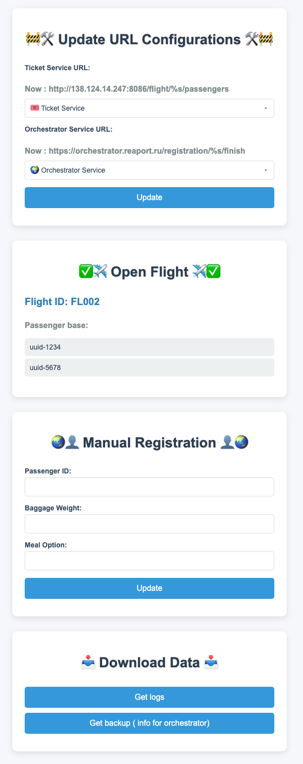 🚧🛠 Update URL Configurations 🛠🚧
Ticket Service URL:
Now : http://138.124.14.247:8086/flight/%s/passengers
🎟 Ticket Service
Orchestrator Service URL:
Now : https://orchestrator.reaport.ru/registration/%s/finish
🌏 Orchestrator Service
Update
✅✈️ Open Flight ✈️✅
Flight ID: FL002
Passenger base:
uuid-1234
uuid-5678
🌏👤 Manual Registration 👤🌏
Passenger ID:
Baggage Weight:
Meal Option:
Update
📥 Download Data 📥
Get logs
Get backup ( info for orchestrator)